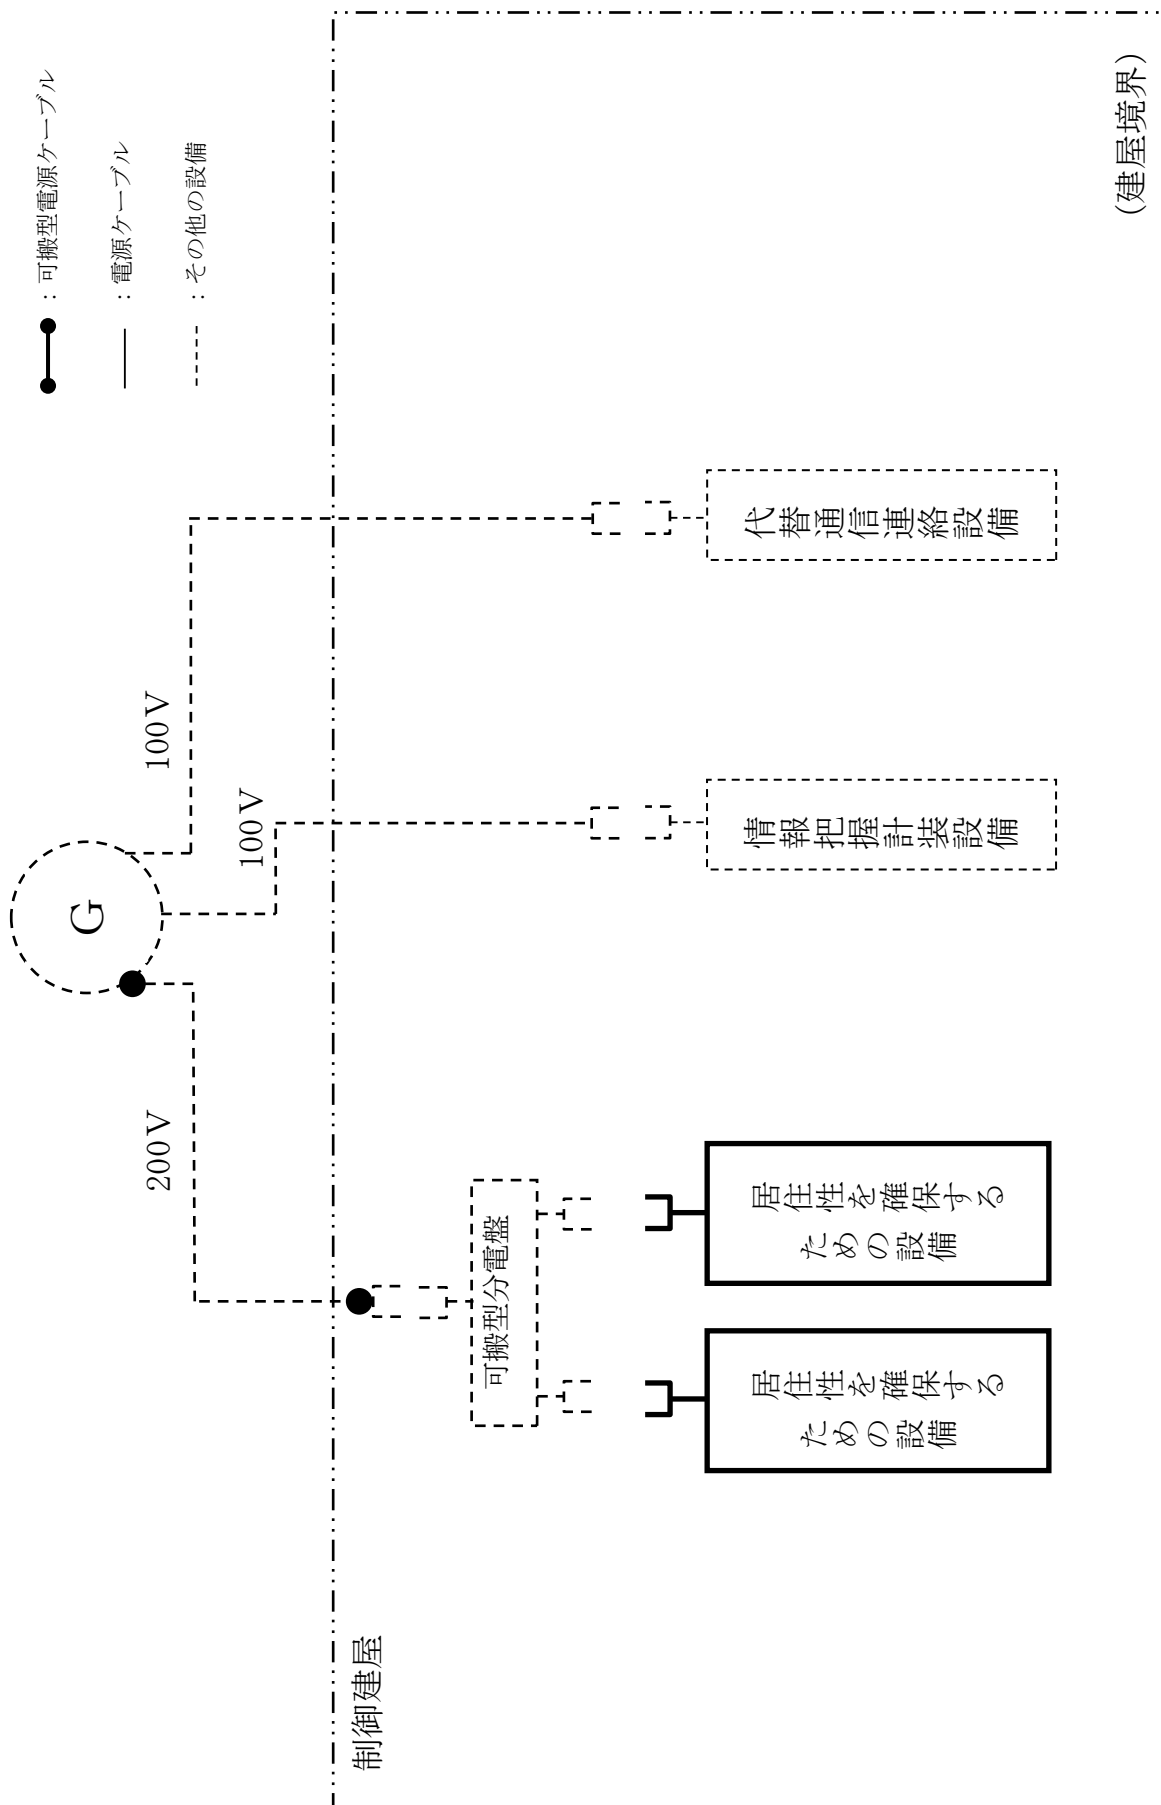 ：可搬型電源ケーブル
：電源ケーブル
：その他の設備
G
200V
100V
100V
制御建屋
可搬型分電盤
居住性を確保する
ための設備
居住性を確保する
ための設備
情報把握計装設備
代替通信連絡設備
(建屋境界)